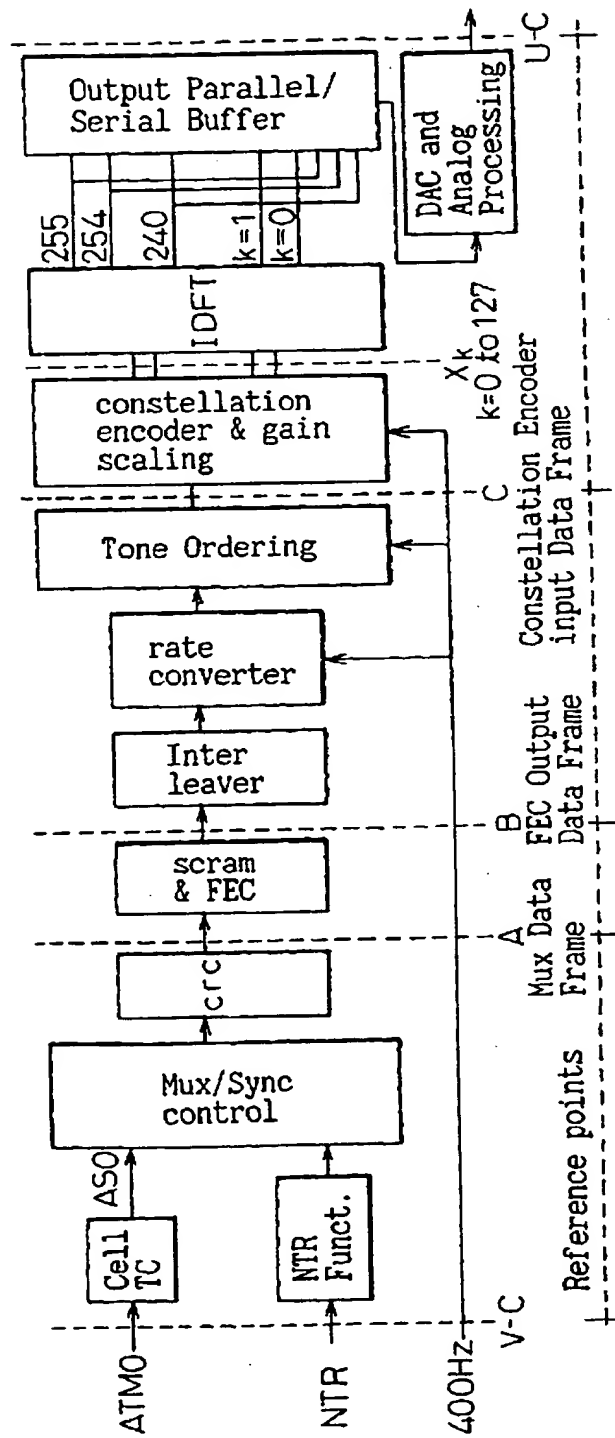 ATM0
NTR
400Hz
Cell
TC
AS0
NTR
Funct.
Mux/Sync
control
crc
scram
& FEC
Inter
leaver
rate
converter
Tone Ordering
constellation
encoder & gain
scaling
IDFT
255
254
240
k=1
k=0
Output Parallel/
Serial Buffer
DAC and
Analog
Processing
V-C
A
B
C
Xk
k=0 to 127
U-C
Reference points
Mux Data
Frame
FEC Output
Data Frame
Constellation Encoder
input Data Frame